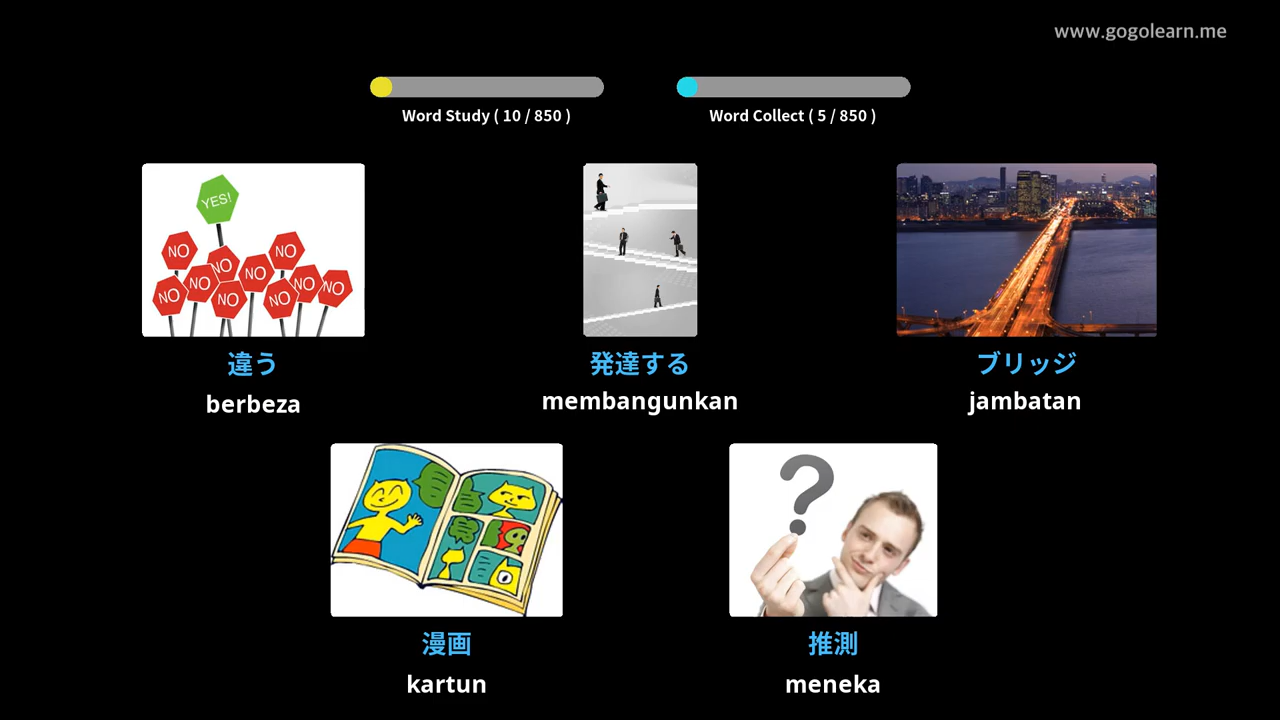 www.gogolearn.me
Word Study ( 10 / 850 )
Word Collect ( 5 / 850 )
YES!
NO
NO
NO
NO
NO
NO
NO
NO
NO
NO
違う
発達する
ブリッジ
berbeza
membangunkan
jambatan
?
漫画
推測
kartun
meneka